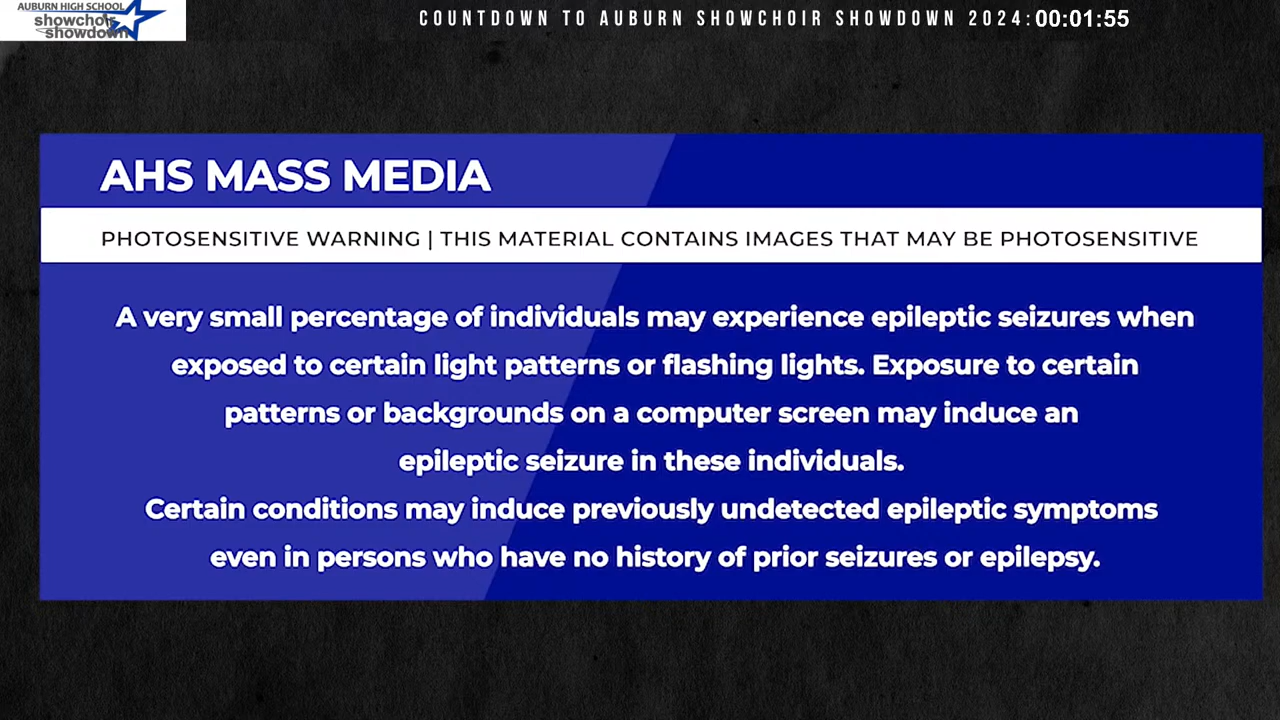 AUBURN HIGH SCHOOL
showchoir
showdown
COUNTDOWN TO AUBURN SHOWCHOIR SHOWDOWN 2024: 00:01:55
AHS MASS MEDIA
PHOTOSENSITIVE WARNING | THIS MATERIAL CONTAINS IMAGES THAT MAY BE PHOTOSENSITIVE
A very small percentage of individuals may experience epileptic seizures when
exposed to certain light patterns or flashing lights. Exposure to certain
patterns or backgrounds on a computer screen may induce an
epileptic seizure in these individuals.
Certain conditions may induce previously undetected epileptic symptoms
even in persons who have no history of prior seizures or epilepsy.